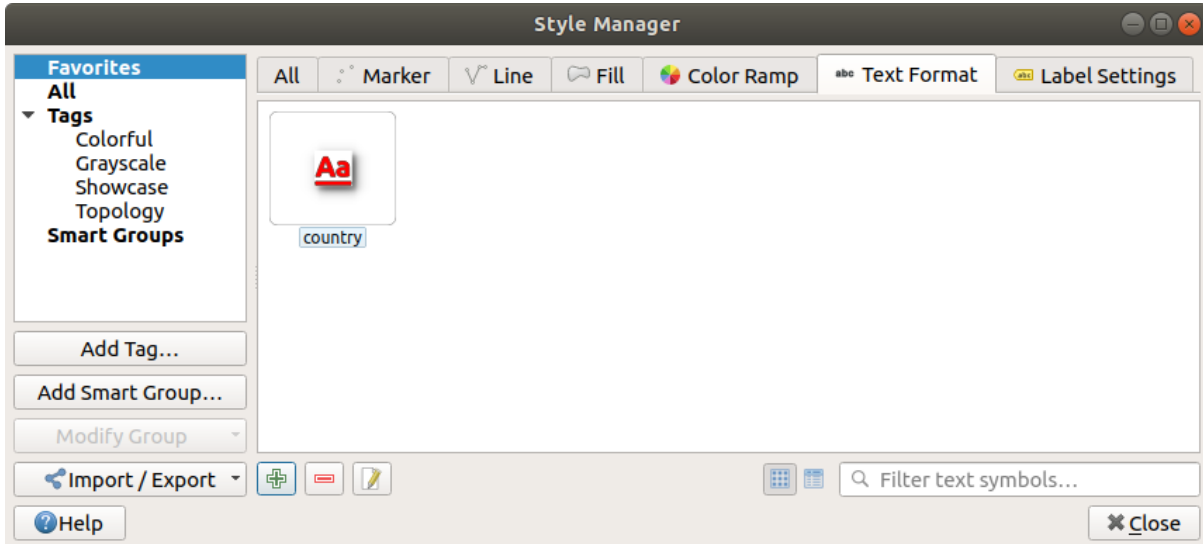 Style Manager
Favorites
All
Tags
Colorful
Grayscale
Showcase
Topology
Smart Groups
Add Tag...
Add Smart Group...
Modify Group
Import / Export
Help
All
Marker
Line
Fill
Color Ramp
abc Text Format
abc Label Settings
Aa
country
Filter text symbols...
Close